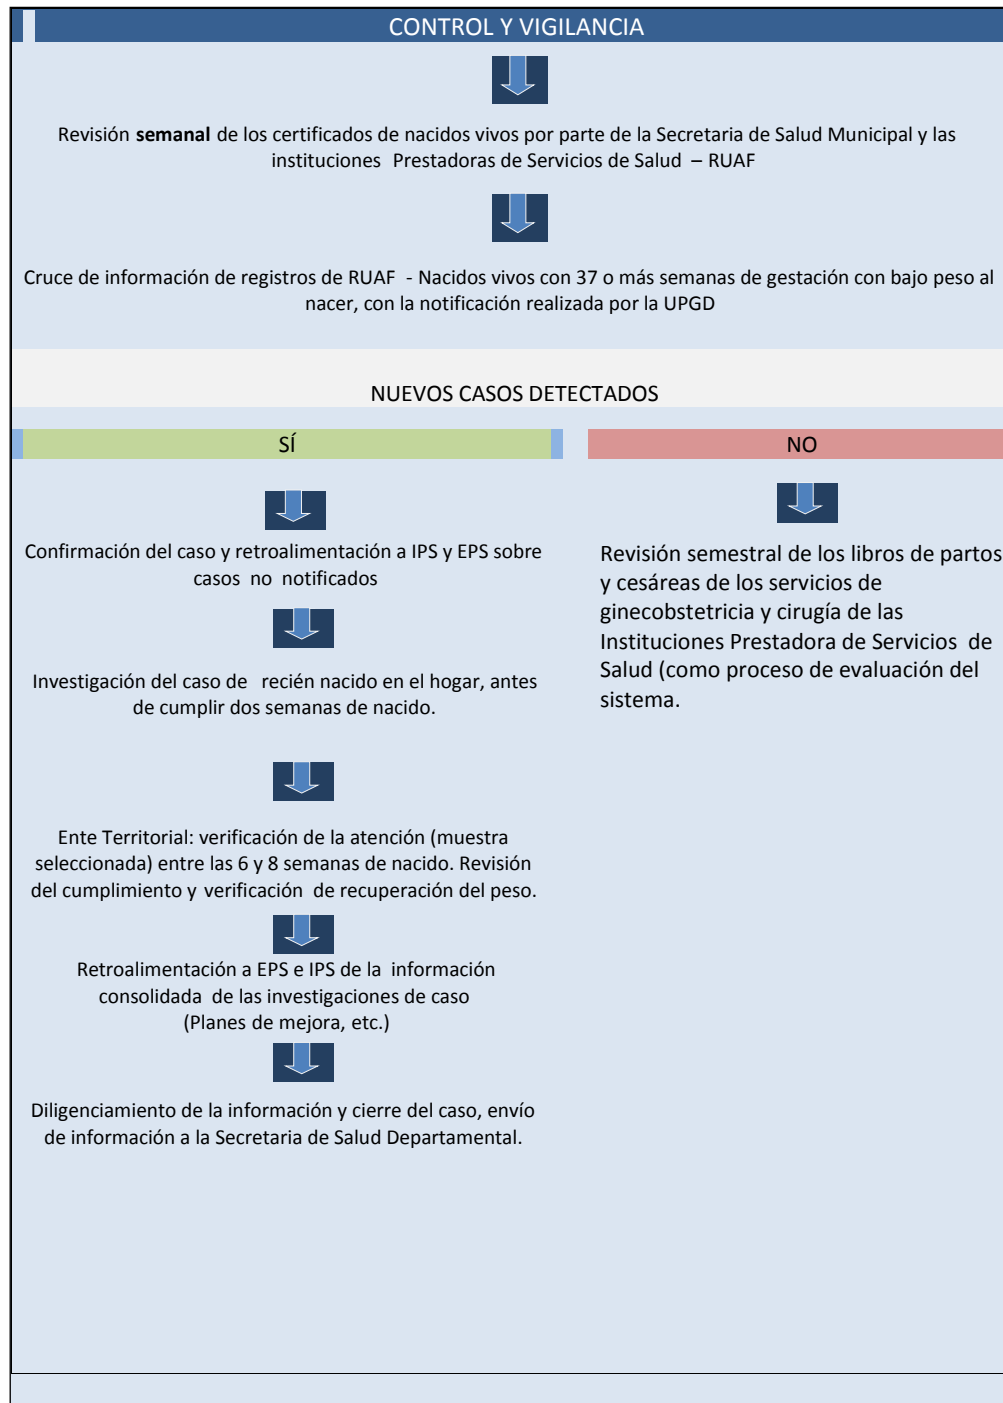 CONTROL Y VIGILANCIA
Revisión semanal de los certificados de nacidos vivos por parte de la Secretaria de Salud Municipal y las
instituciones Prestadoras de Servicios de Salud – RUAF
Cruce de información de registros de RUAF - Nacidos vivos con 37 o más semanas de gestación con bajo peso al
nacer, con la notificación realizada por la UPGD
NUEVOS CASOS DETECTADOS
SÍ
Confirmación del caso y retroalimentación a IPS y EPS sobre
casos no notificados
Investigación del caso de recién nacido en el hogar, antes
de cumplir dos semanas de nacido.
Ente Territorial: verificación de la atención (muestra
seleccionada) entre las 6 y 8 semanas de nacido. Revisión
del cumplimiento y verificación de recuperación del peso.
Retroalimentación a EPS e IPS de la información
consolidada de las investigaciones de caso
(Planes de mejora, etc.)
Diligenciamiento de la información y cierre del caso, envío
de información a la Secretaria de Salud Departamental.
NO
Revisión semestral de los libros de partos
y cesáreas de los servicios de
ginecobstetricia y cirugía de las
Instituciones Prestadora de Servicios de
Salud (como proceso de evaluación del
sistema.